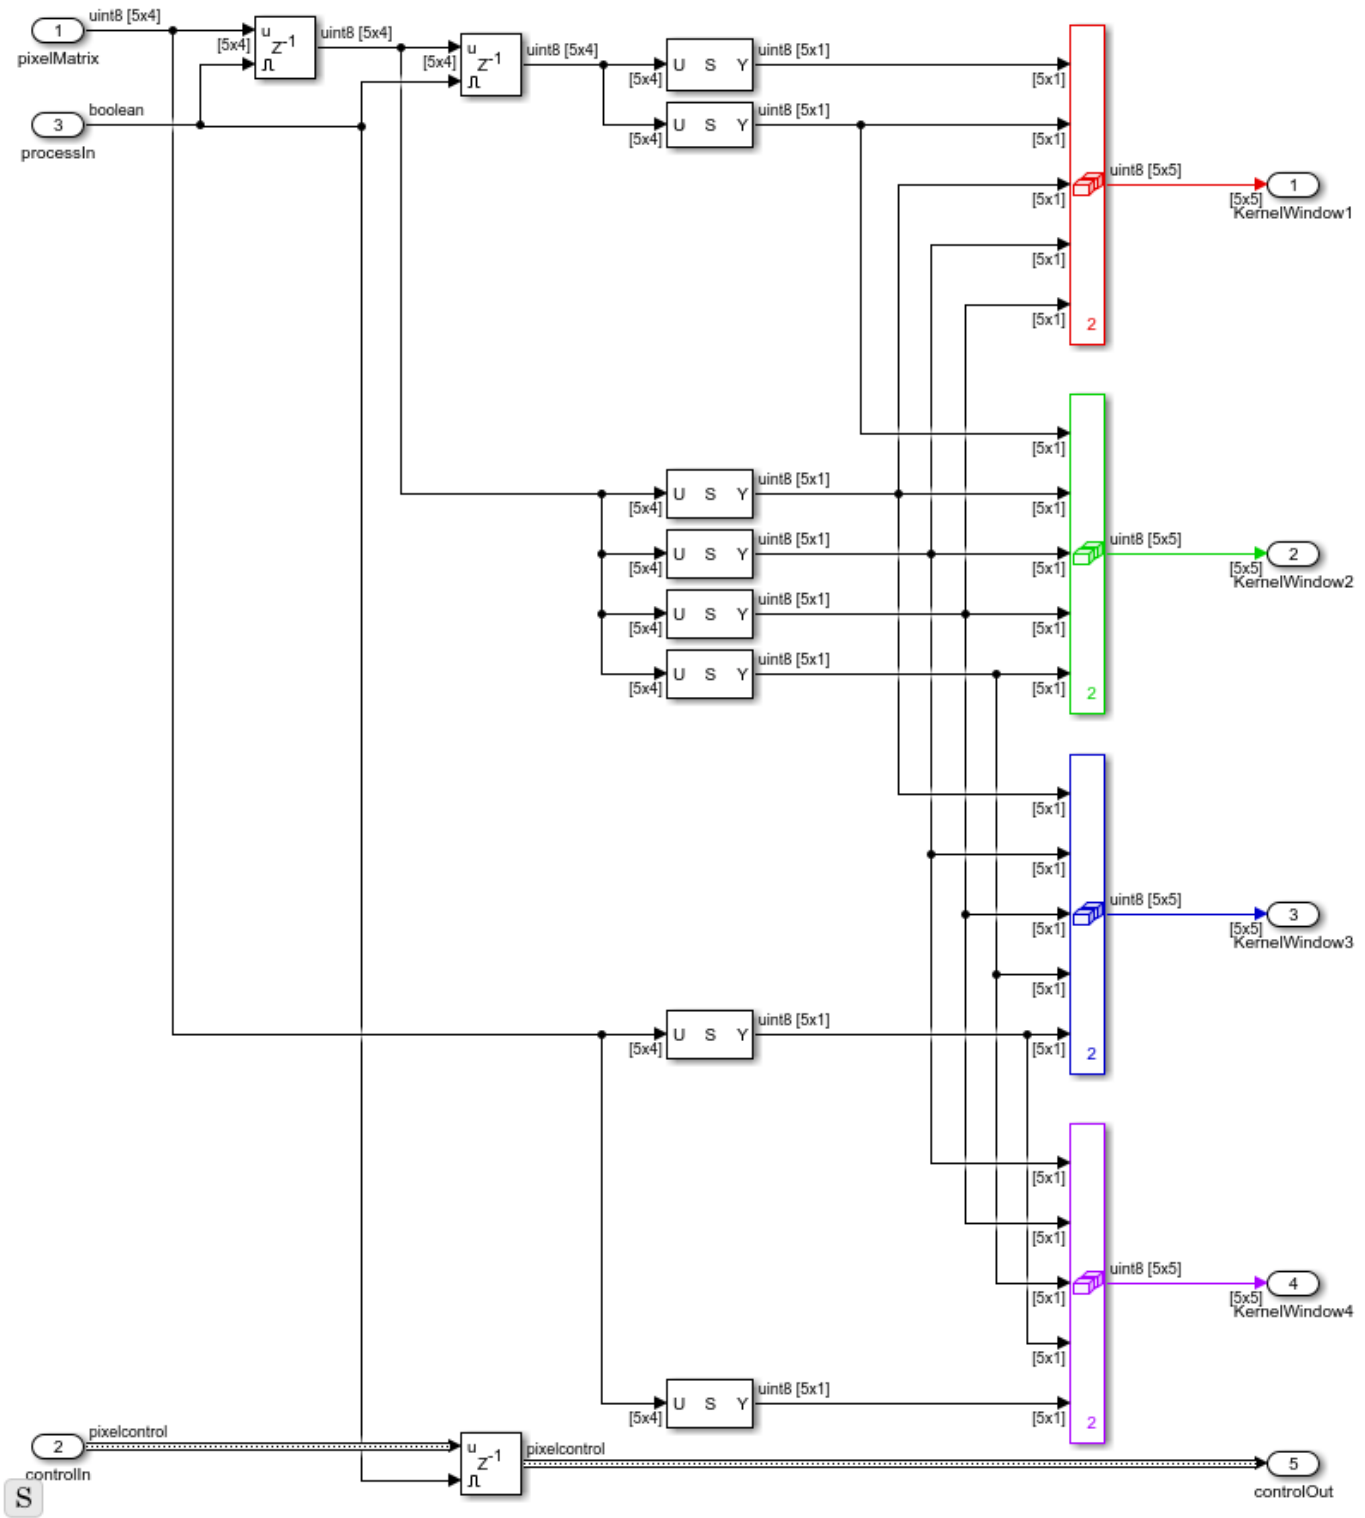 1
uint8 [5x4]
pixelMatrix
[5x4]
u
Z-1
uint8 [5x4]
[5x4]
u
Z-1
uint8 [5x4]
3
boolean
processIn
[5x4]
U S Y
uint8 [5x1]
[5x1]
[5x4]
U S Y
uint8 [5x1]
[5x1]
[5x1]
[5x1]
[5x1]
2
uint8 [5x5]
[5x5]
1
KernelWindow1
[5x1]
[5x4]
U S Y
uint8 [5x1]
[5x1]
[5x4]
U S Y
uint8 [5x1]
[5x1]
[5x4]
U S Y
uint8 [5x1]
[5x1]
[5x4]
U S Y
uint8 [5x1]
[5x1]
2
uint8 [5x5]
[5x5]
2
KernelWindow2
[5x1]
[5x1]
[5x1]
[5x1]
[5x4]
U S Y
uint8 [5x1]
[5x1]
2
uint8 [5x5]
[5x5]
3
KernelWindow3
[5x1]
[5x1]
[5x1]
[5x1]
[5x4]
U S Y
uint8 [5x1]
[5x1]
2
uint8 [5x5]
[5x5]
4
KernelWindow4
2
pixelcontrol
controlIn
u
Z-1
pixelcontrol
5
controlOut
S